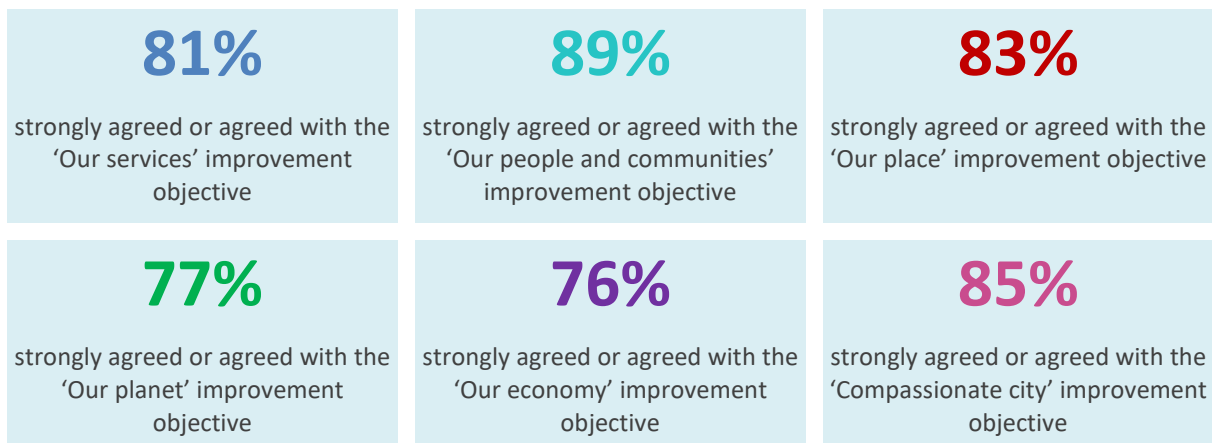 81%
strongly agreed or agreed with the
‘Our services’ improvement
objective
89%
strongly agreed or agreed with the
‘Our people and communities’
improvement objective
83%
strongly agreed or agreed with the
‘Our place’ improvement objective
77%
strongly agreed or agreed with the
‘Our planet’ improvement
objective
76%
strongly agreed or agreed with the
‘Our economy’ improvement
objective
85%
strongly agreed or agreed with the
‘Compassionate city’ improvement
objective